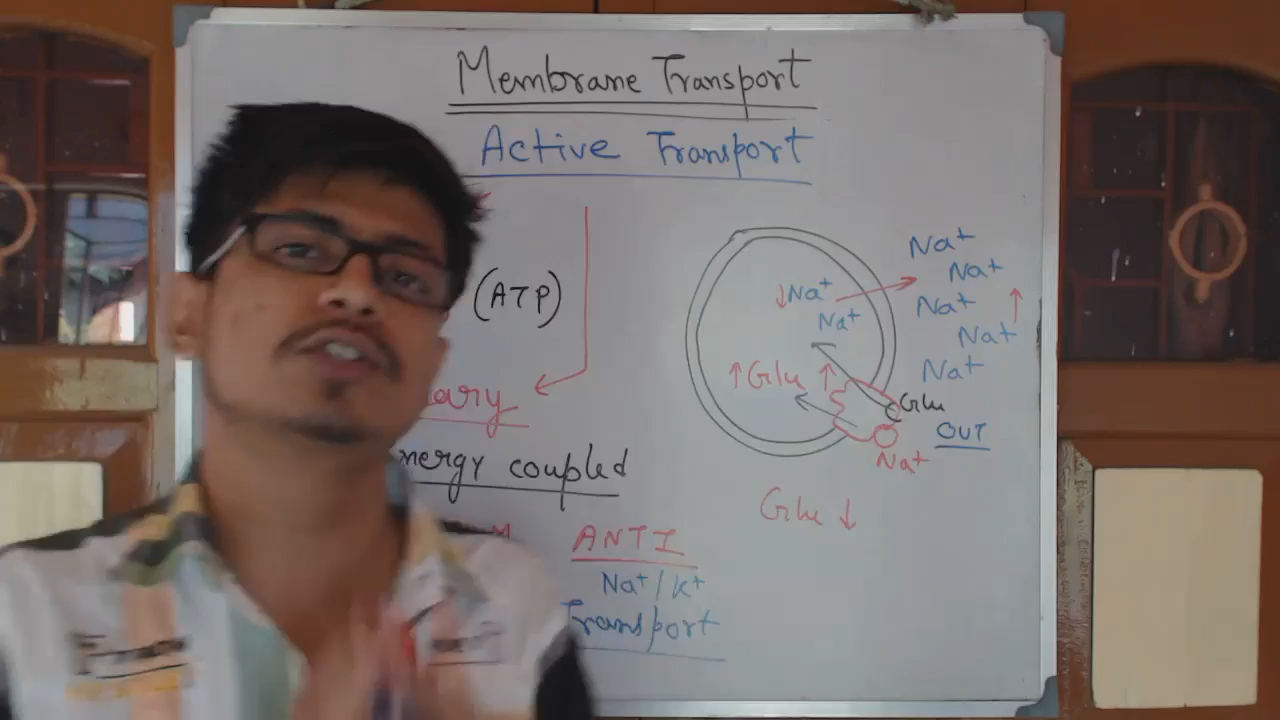 Membrane Transport
Active Transport
(ATP)
ary
nergy coupled
M ANTI
Na+/K+
Transport
Na+
Na+
↓Na+ Na+ ↑
Na+ Na+
Na+
↑Glu ↑
Glu
OUT
Na+
Glu ↓